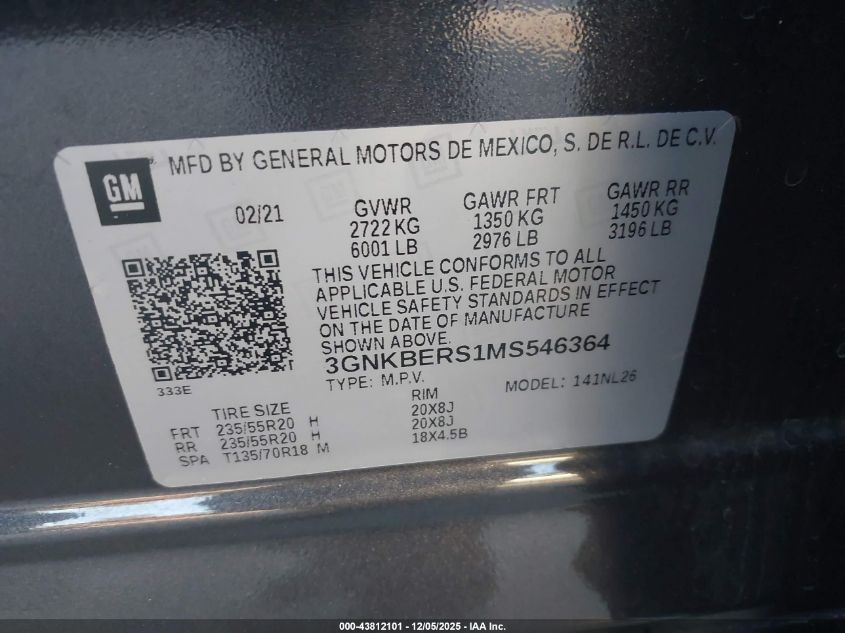 GM
MFD BY GENERAL MOTORS DE MEXICO, S. DE R.L. DE C.V.
02/21
GVWR
2722 KG
6001 LB
GAWR FRT
1350 KG
2976 LB
GAWR RR
1450 KG
3196 LB
THIS VEHICLE CONFORMS TO ALL
APPLICABLE U.S. FEDERAL MOTOR
VEHICLE SAFETY STANDARDS IN EFFECT
ON THE DATE OF MANUFACTURE
SHOWN ABOVE.
3GNKBERS1MS546364
333E
TYPE: M.P.V.
MODEL: 141NL26
TIRE SIZE RIM
FRT 235/55R20 H 20X8J
RR 235/55R20 H 20X8J
SPA T135/70R18 M 18X4.5B
000-43812101 - 12/05/2025 - IAA Inc.